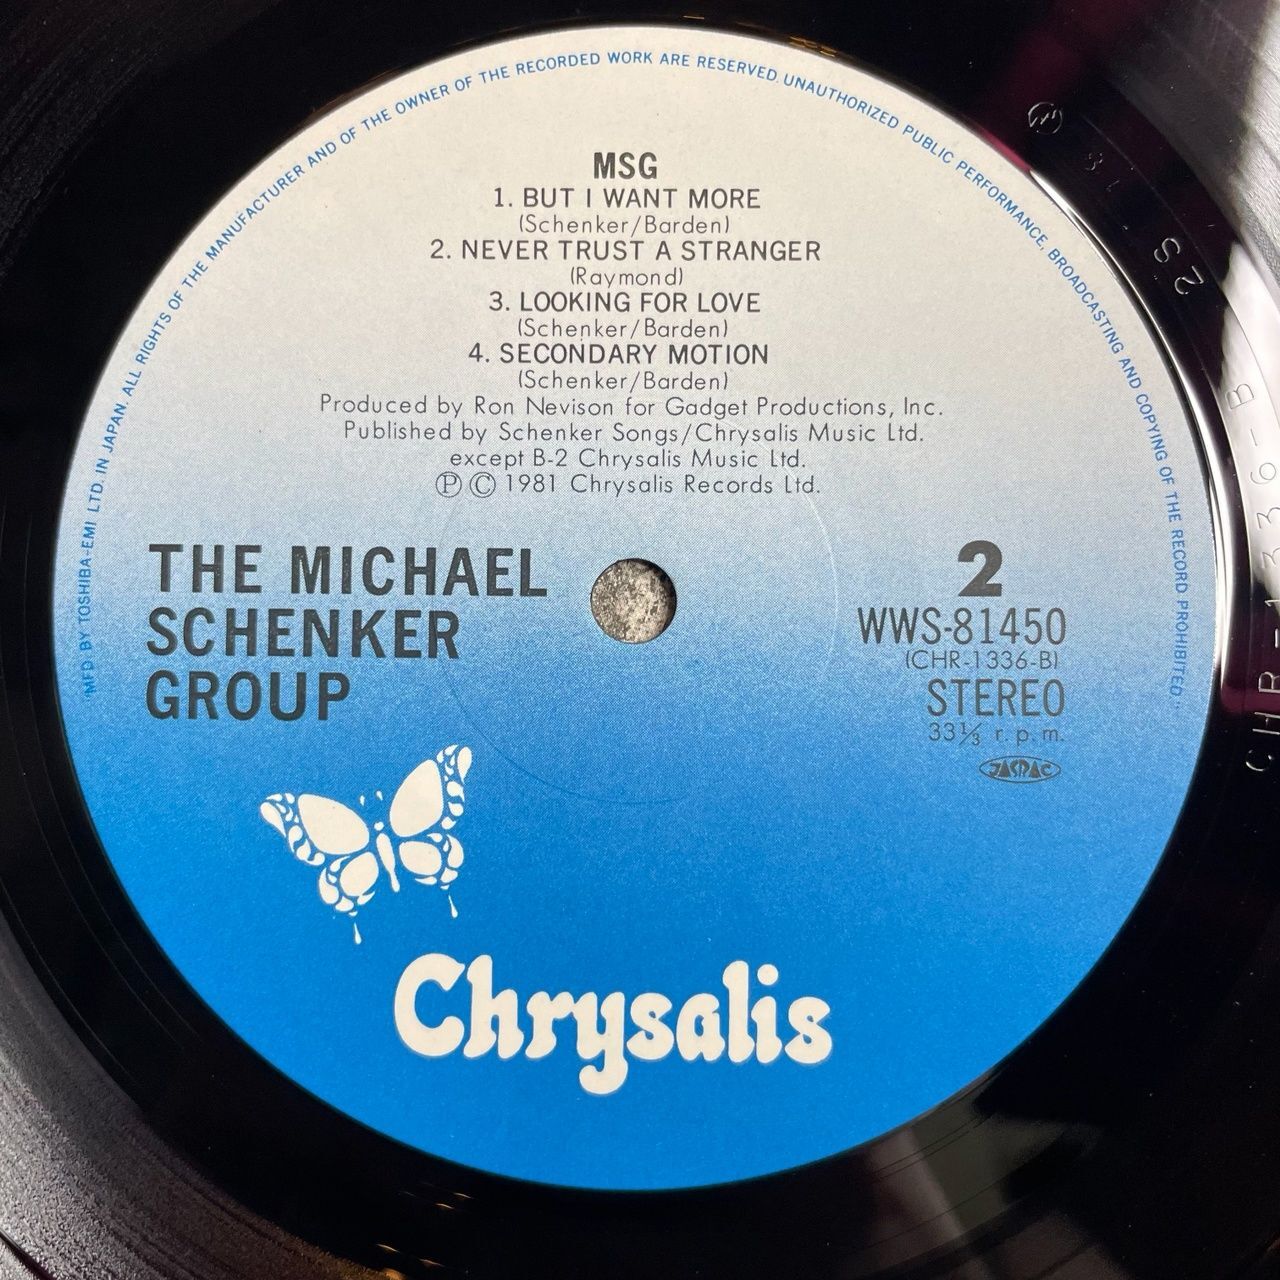 "MFD. BY TOSHIBA-EMI LTD. IN JAPAN. ALL RIGHTS OF THE MANUFACTURER AND OF THE OWNER OF THE RECORDED WORK ARE RESERVED. UNAUTHORIZED PUBLIC PERFORMANCE, BROADCASTING AND COPYING OF THE RECORD PROHIBITED."
MSG
1. BUT I WANT MORE
(Schenker/Barden)
2. NEVER TRUST A STRANGER
(Raymond)
3. LOOKING FOR LOVE
(Schenker/Barden)
4. SECONDARY MOTION
(Schenker/Barden)
Produced by Ron Nevison for Gadget Productions, Inc.
Published by Schenker Songs/Chrysalis Music Ltd.
except B-2 Chrysalis Music Ltd.
Ⓟ Ⓒ 1981 Chrysalis Records Ltd.
THE MICHAEL
SCHENKER
GROUP
2
WWS-81450
(CHR-1336-B)
STEREO
33⅓ r. p. m.
JASRAC
Chrysalis
CHR-1336-B
2S